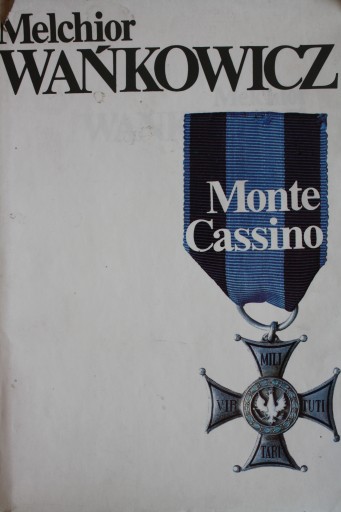 Melchior
WAŃKOWICZ
Monte
Cassino
MILI
VIR TUTI
TARI